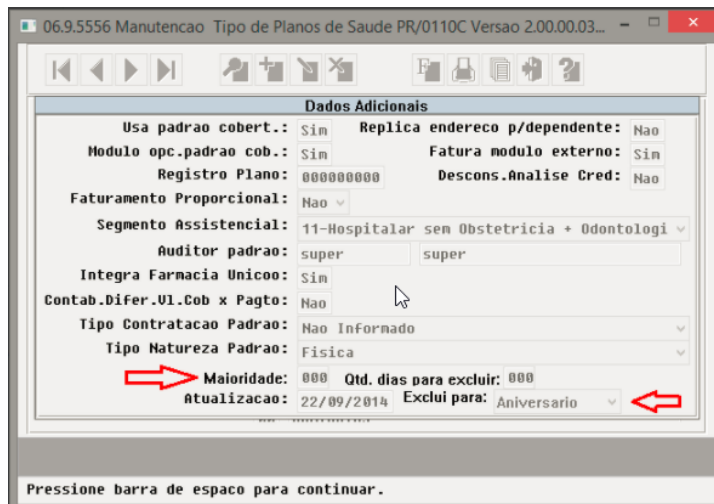 06.9.5556 Manutencao Tipo de Planos de Saude PR/0110C Versao 2.00.00.03...
Dados Adicionais
Usa padrao cobert.: Sim Replica endereco p/dependente: Nao
Modulo opc.padrao cob.: Sim Fatura modulo externo: Sim
Registro Plano: 000000000 Descons.Analise Cred: Nao
Faturamento Proporcional: Nao
Segmento Assistencial: 11-Hospitalar sem Obstetricia + Odontologi
Auditor padrao: super super
Integra Farmacia Unicoo: Sim
Contab.Difer.Vl.Cob x Pagto: Nao
Tipo Contratacao Padrao: Nao Informado
Tipo Natureza Padrao: Fisica
Maioridade: 000 Qtd. dias para excluir: 000
Atualizacao: 22/09/2014 Exclui para: Aniversario
Pressione barra de espaco para continuar.